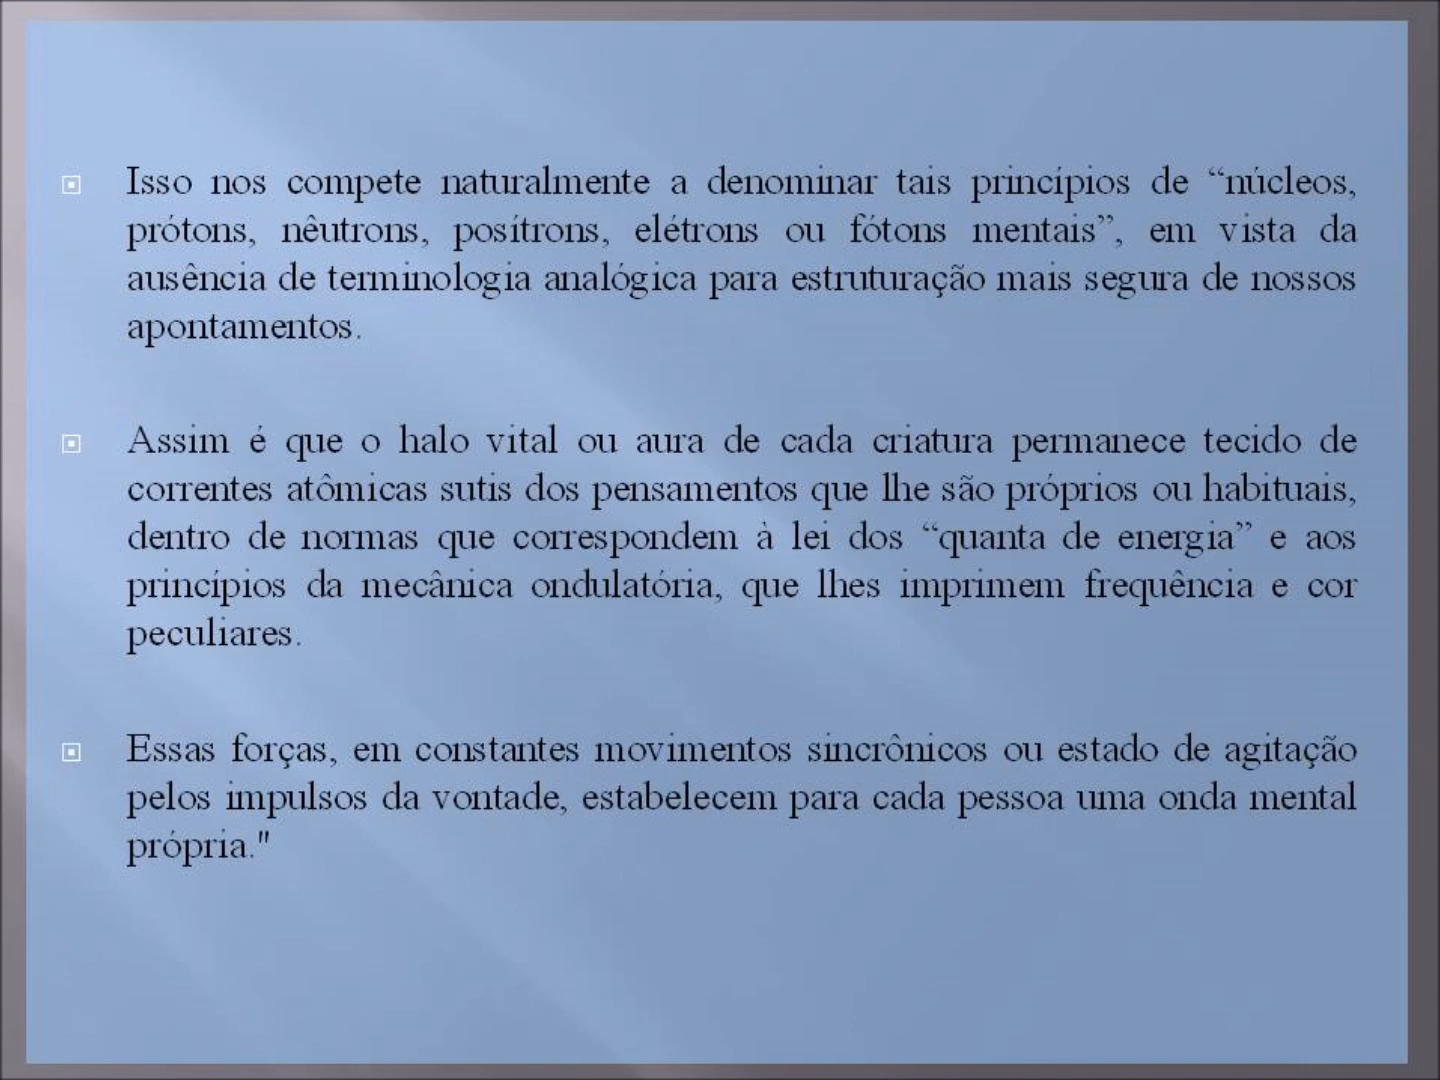 Isso nos compete naturalmente a denominar tais princípios de “núcleos,
prótons, nêutrons, posítrons, elétrons ou fótons mentais”, em vista da
ausência de terminologia analógica para estruturação mais segura de nossos
apontamentos.
Assim é que o halo vital ou aura de cada criatura permanece tecido de
correntes atômicas sutis dos pensamentos que lhe são próprios ou habituais,
dentro de normas que correspondem à lei dos “quanta de energia” e aos
princípios da mecânica ondulatória, que lhes imprimem frequência e cor
peculiares.
Essas forças, em constantes movimentos sincrônicos ou estado de agitação
pelos impulsos da vontade, estabelecem para cada pessoa uma onda mental
própria."